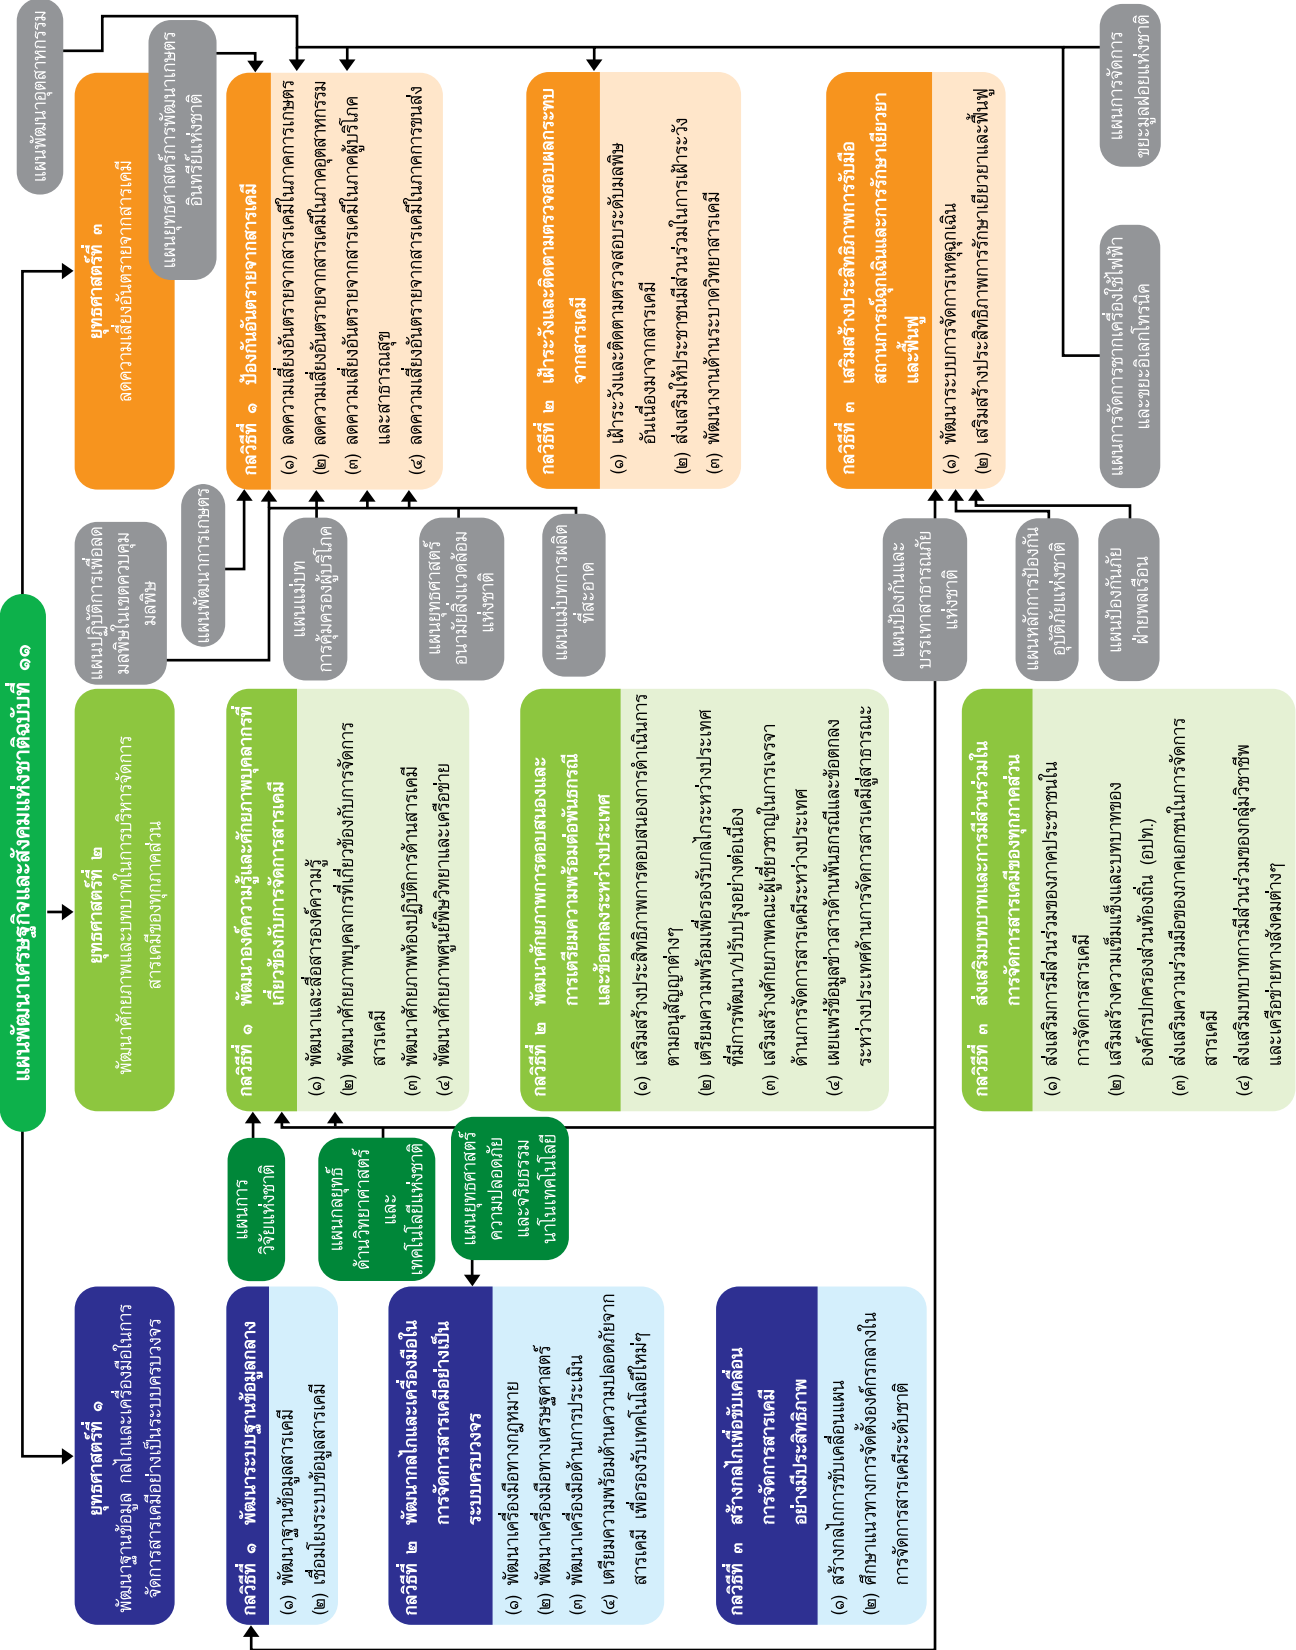 แผนพัฒนาเศรษฐกิจและสังคมแห่งชาติฉบับที่ ๑๑
ยุทธศาสตร์ที่ ๑
พัฒนาฐานข้อมูล กลไกและเครื่องมือในการ
จัดการสารเคมีอย่างเป็นระบบครบวงจร
กลวิธีที่ ๑ พัฒนาระบบฐานข้อมูลกลาง
(๑) พัฒนาฐานข้อมูลสารเคมี
(๒) เชื่อมโยงระบบข้อมูลสารเคมี
กลวิธีที่ ๒ พัฒนากลไกและเครื่องมือใน
การจัดการสารเคมีอย่างเป็น
ระบบครบวงจร
(๑) พัฒนาเครื่องมือทางกฎหมาย
(๒) พัฒนาเครื่องมือทางเศรษฐศาสตร์
(๓) พัฒนาเครื่องมือด้านการประเมิน
(๔) เตรียมความพร้อมด้านความปลอดภัยจาก
สารเคมี เพื่อรองรับเทคโนโลยีใหม่ๆ
กลวิธีที่ ๓ สร้างกลไกเพื่อขับเคลื่อน
การจัดการสารเคมี
อย่างมีประสิทธิภาพ
(๑) สร้างกลไกการขับเคลื่อนแผน
(๒) ศึกษาแนวทางการจัดตั้งองค์กรกลางใน
การจัดการสารเคมีระดับชาติ
แผนการ
วิจัยแห่งชาติ
แผนกลยุทธ์
ด้านวิทยาศาสตร์
และ
เทคโนโลยีแห่งชาติ
แผนยุทธศาสตร์
ความปลอดภัย
และจริยธรรม
นาโนเทคโนโลยี
ยุทธศาสตร์ที่ ๒
พัฒนาศักยภาพและบทบาทในการบริหารจัดการ
สารเคมีของทุกภาคส่วน
กลวิธีที่ ๑ พัฒนาองค์ความรู้และศักยภาพบุคลากรที่
เกี่ยวข้องกับการจัดการสารเคมี
(๑) พัฒนาและสื่อสารองค์ความรู้
(๒) พัฒนาศักยภาพบุคลากรที่เกี่ยวข้องกับการจัดการ
สารเคมี
(๓) พัฒนาศักยภาพห้องปฏิบัติการด้านสารเคมี
(๔) พัฒนาศักยภาพศูนย์พิษวิทยาและเครือข่าย
กลวิธีที่ ๒ พัฒนาศักยภาพการตอบสนองและ
การเตรียมความพร้อมต่อพันธกรณี
และข้อตกลงระหว่างประเทศ
(๑) เสริมสร้างประสิทธิภาพการตอบสนองการดำเนินการ
ตามอนุสัญญาต่างๆ
(๒) เตรียมความพร้อมเพื่อรองรับกลไกระหว่างประเทศ
ที่มีการพัฒนา/ปรับปรุงอย่างต่อเนื่อง
(๓) เสริมสร้างศักยภาพคณะผู้เชี่ยวชาญในการเจรจา
ด้านการจัดการสารเคมีระหว่างประเทศ
(๔) เผยแพร่ข้อมูลข่าวสารด้านพันธกรณีและข้อตกลง
ระหว่างประเทศด้านการจัดการสารเคมีสู่สาธารณะ
กลวิธีที่ ๓ ส่งเสริมบทบาทและการมีส่วนร่วมใน
การจัดการสารเคมีของทุกภาคส่วน
(๑) ส่งเสริมการมีส่วนร่วมของภาคประชาชนใน
การจัดการสารเคมี
(๒) เสริมสร้างความเข็มแข็งและบทบาทของ
องค์กรปกครองส่วนท้องถิ่น (อปท.)
(๓) ส่งเสริมความร่วมมือของภาคเอกชนในการจัดการ
สารเคมี
(๔) ส่งเสริมบทบาทการมีส่วนร่วมของกลุ่มวิชาชีพ
และเครือข่ายทางสังคมต่างๆ
แผนปฏิบัติการเพื่อลด
มลพิษในเขตควบคุม
มลพิษ
แผนพัฒนาการเกษตร
แผนแม่บท
การคุ้มครองผู้บริโภค
แผนยุทธศาสตร์
อนามัยสิ่งแวดล้อม
แห่งชาติ
แผนแม่บทการผลิต
ที่สะอาด
แผนป้องกันและ
บรรเทาสาธารณภัย
แห่งชาติ
แผนหลักการป้องกัน
อุบัติภัยแห่งชาติ
แผนป้องกันภัย
ฝ่ายพลเรือน
ยุทธศาสตร์ที่ ๓
ลดความเสี่ยงอันตรายจากสารเคมี
กลวิธีที่ ๑ ป้องกันอันตรายจากสารเคมี
(๑) ลดความเสี่ยงอันตรายจากสารเคมีในภาคการเกษตร
(๒) ลดความเสี่ยงอันตรายจากสารเคมีในภาคอุตสาหกรรม
(๓) ลดความเสี่ยงอันตรายจากสารเคมีในภาคผู้บริโภค
และสาธารณสุข
(๔) ลดความเสี่ยงอันตรายจากสารเคมีในภาคการขนส่ง
กลวิธีที่ ๒ เฝ้าระวังและติดตามตรวจสอบผลกระทบ
จากสารเคมี
(๑) เฝ้าระวังและติดตามตรวจสอบระดับมลพิษ
อันเนื่องมาจากสารเคมี
(๒) ส่งเสริมให้ประชาชนมีส่วนร่วมในการเฝ้าระวัง
(๓) พัฒนางานด้านระบาดวิทยาสารเคมี
กลวิธีที่ ๓ เสริมสร้างประสิทธิภาพการรับมือ
สถานการณ์ฉุกเฉินและการรักษาเยียวยา
และฟื้นฟู
(๑) พัฒนาระบบการจัดการเหตุฉุกเฉิน
(๒) เสริมสร้างประสิทธิภาพการรักษาเยียวยาและฟื้นฟู
แผนพัฒนาอุตสาหกรรม
แผนยุทธศาสตร์การพัฒนาเกษตร
อินทรีย์แห่งชาติ
แผนการจัดการซากเครื่องใช้ไฟฟ้า
และขยะอิเลกโทรนิค
แผนการจัดการ
ขยะมูลฝอยแห่งชาติ